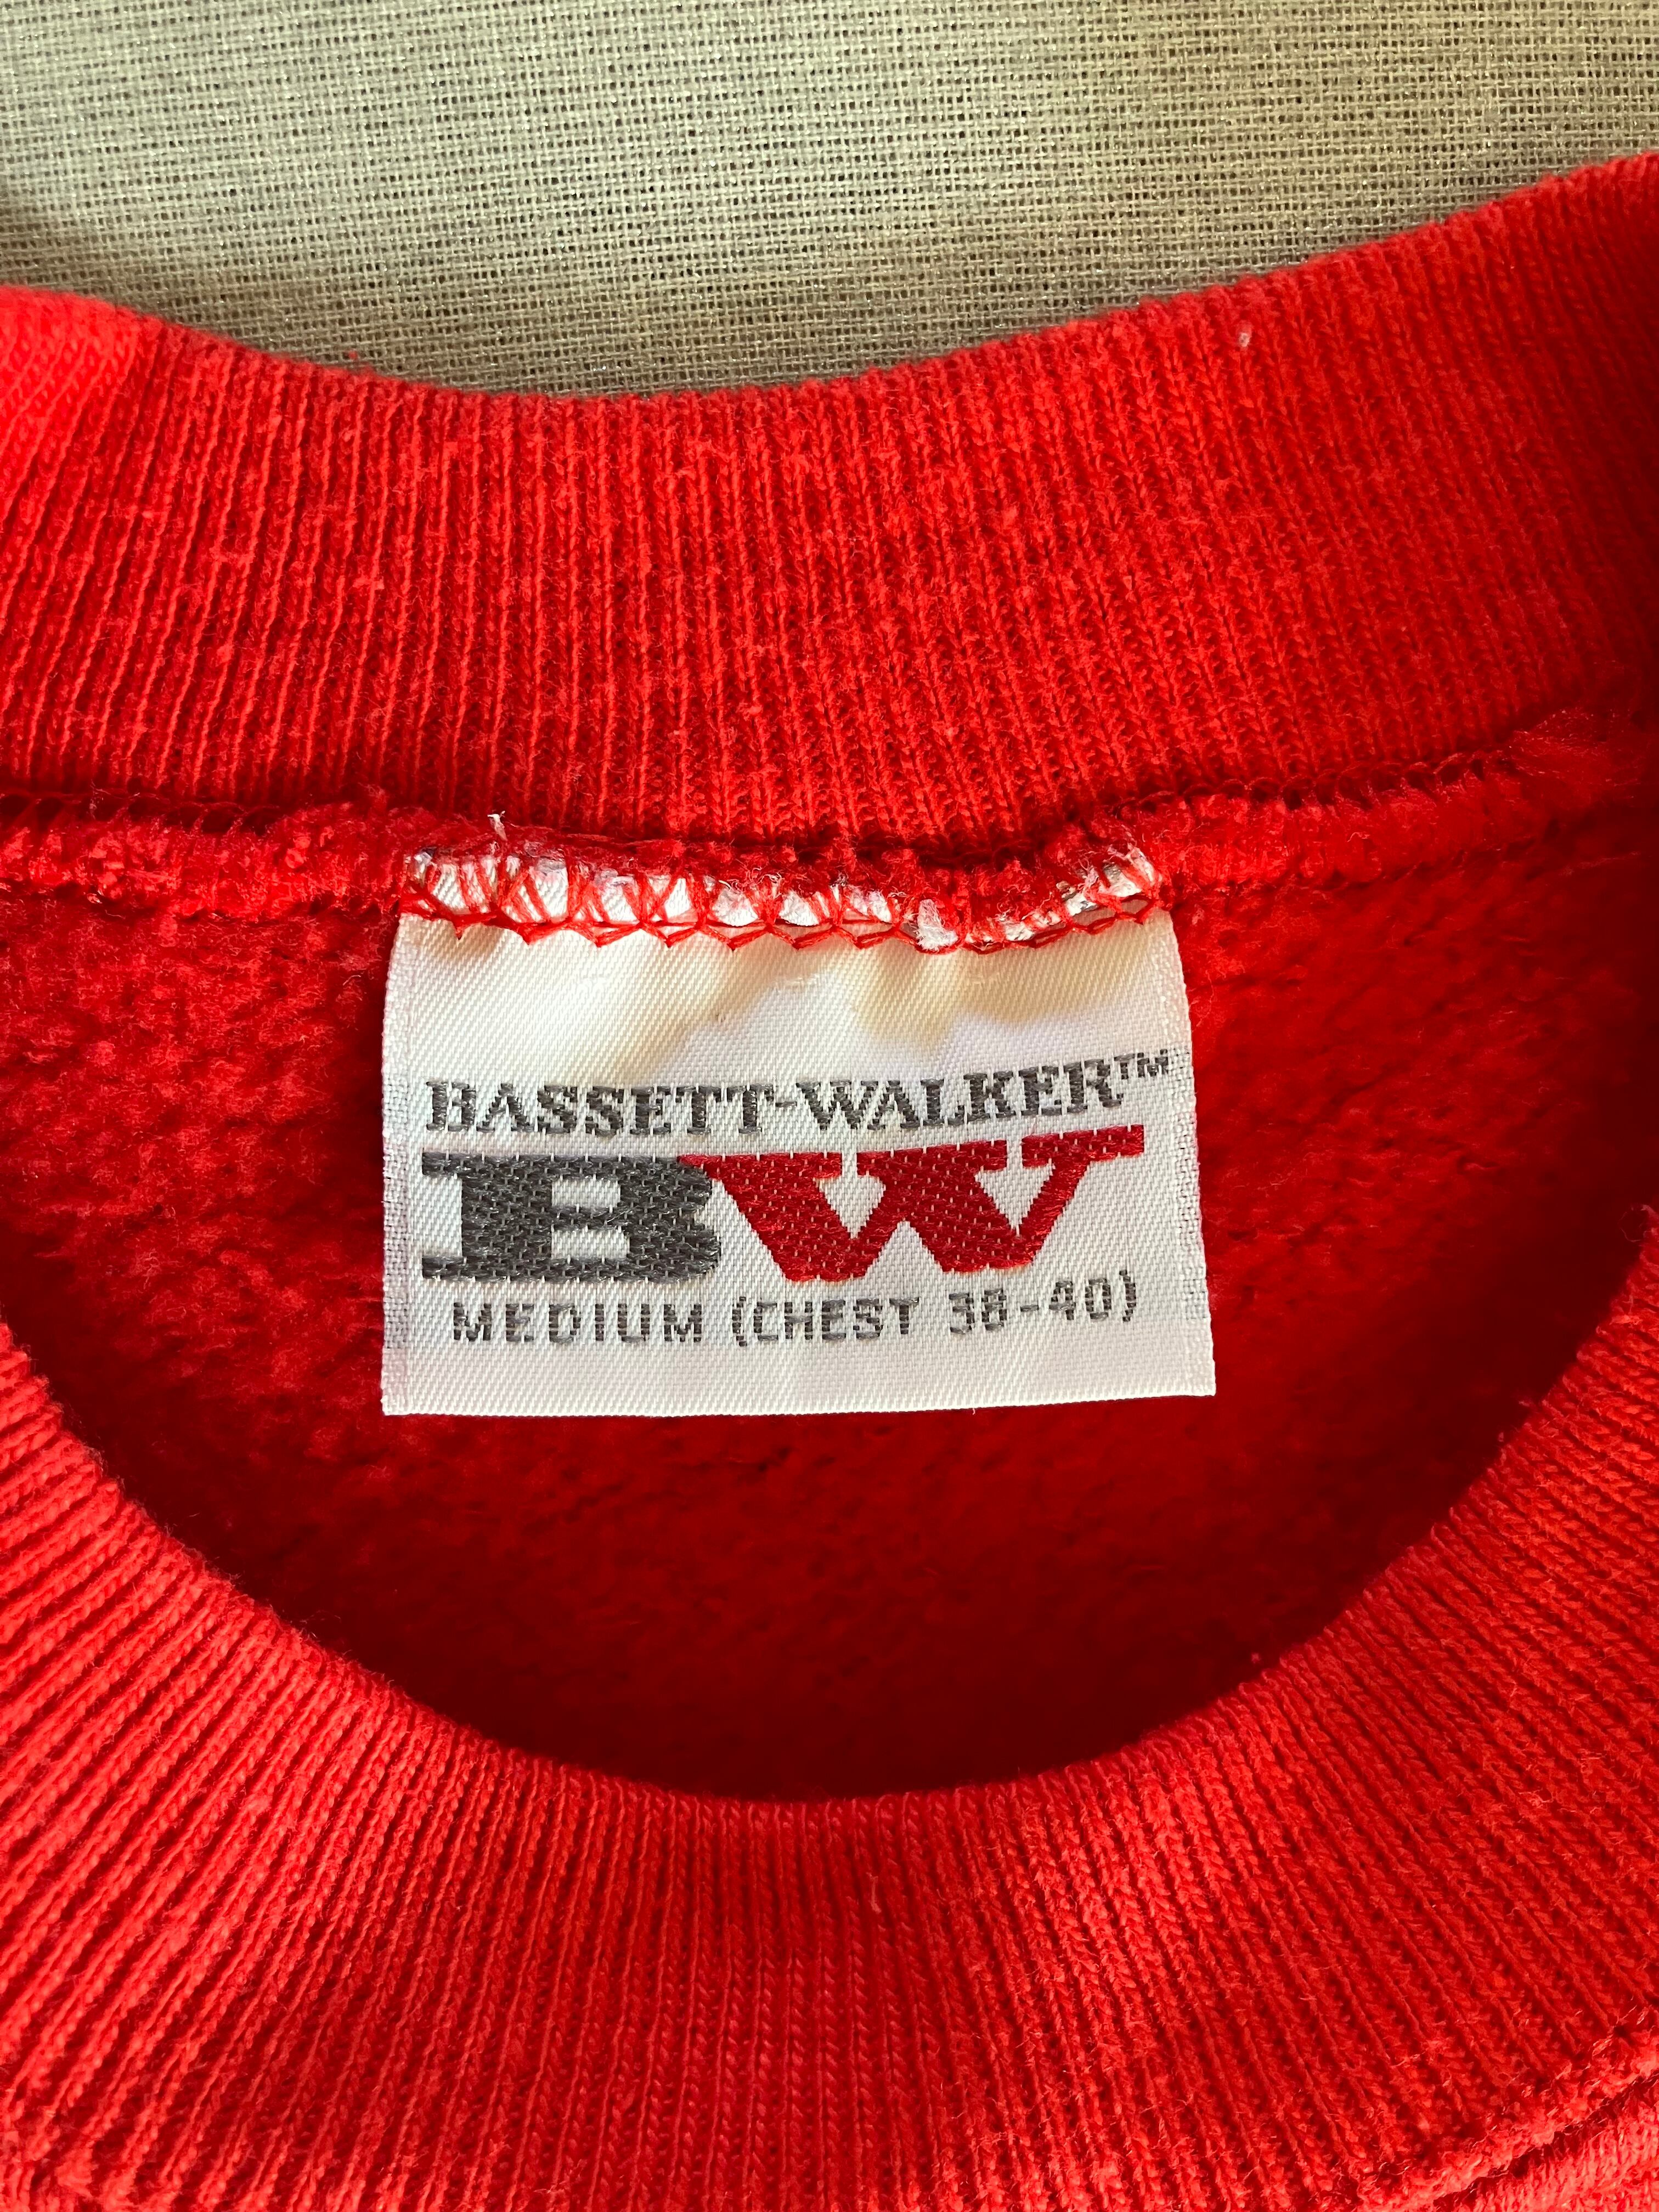 BASSETT-WALKER™
BW
MEDIUM (CHEST 38-40)